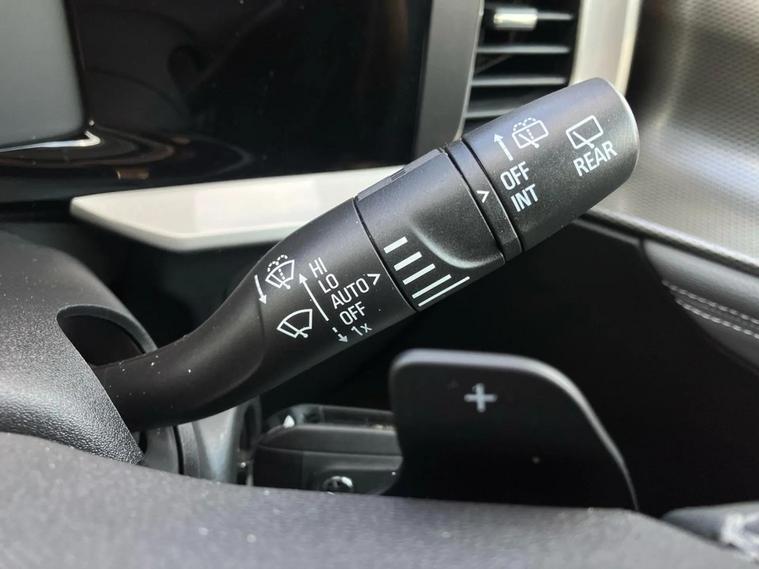 HI
LO
AUTO >
OFF
1x
>
OFF
INT
REAR
+